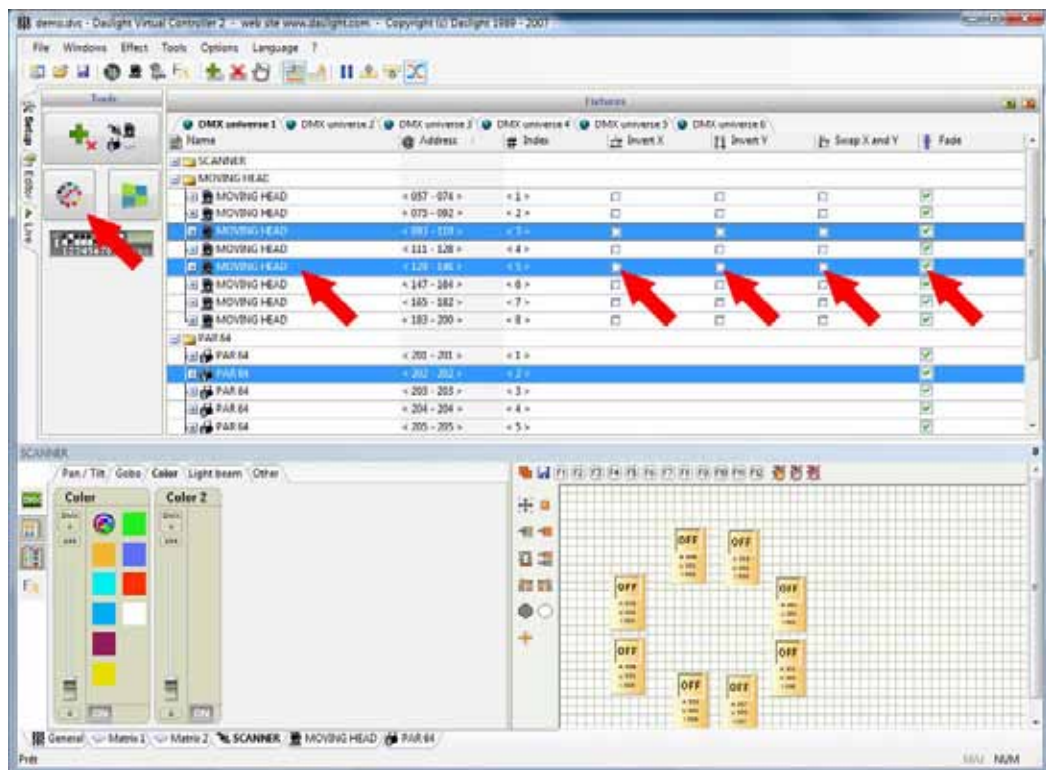 demo.dvc - Daslight Virtual Controller 2 - web site www.daslight.com - Copyright (c) Daslight 1989 - 2007
File Windows Effect Tools Options Language ?
Tools
Fixtures
Setup
Editor
Live
DMX universe 1 DMX universe 2 DMX universe 3 DMX universe 4 DMX universe 5 DMX universe 6
Name Address # Index Invert X Invert Y Swap X and Y Fade
SCANNER
MOVING HEAD
MOVING HEAD < 057 - 074 > < 1 >
MOVING HEAD < 075 - 092 > < 2 >
MOVING HEAD < 093 - 110 > < 3 >
MOVING HEAD < 111 - 128 > < 4 >
MOVING HEAD < 129 - 146 > < 5 >
MOVING HEAD < 147 - 164 > < 6 >
MOVING HEAD < 165 - 182 > < 7 >
MOVING HEAD < 183 - 200 > < 8 >
PAR 64
PAR 64 < 201 - 201 > < 1 >
PAR 64 < 202 - 202 > < 2 >
PAR 64 < 203 - 203 > < 3 >
PAR 64 < 204 - 204 > < 4 >
PAR 64 < 205 - 205 > < 5 >
SCANNER
Pan / Tilt Gobo Color Light beam Other
F1 F2 F3 F4 F5 F6 F7 F8 F9 F10 F11 F12
Color Color 2
OFF OFF
OFF OFF
OFF OFF
OFF OFF
General Matrix 1 Matrix 2 SCANNER MOVING HEAD PAR 64
Prêt
MAJ NUM